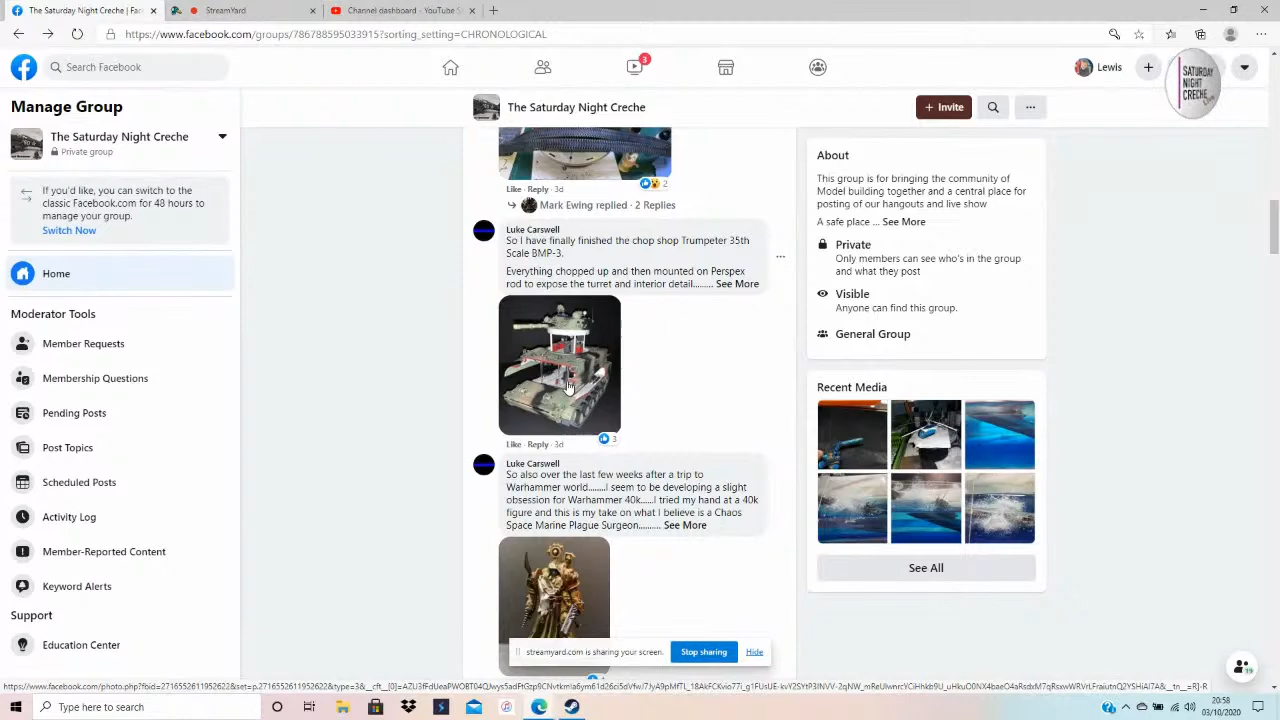 The Saturday Night Creche | Fac
StreamYard
Channel dashboard - YouTube S
https://www.facebook.com/groups/786788595033915?sorting_setting=CHRONOLOGICAL
Search Facebook
3
Lewis
SATURDAY
NIGHT
CRECHE
Manage Group
The Saturday Night Creche
Private group
If you'd like, you can switch to the
classic Facebook.com for 48 hours to
manage your group.
Switch Now
Home
Moderator Tools
Member Requests
Membership Questions
Pending Posts
Post Topics
Scheduled Posts
Activity Log
Member-Reported Content
Keyword Alerts
Support
Education Center
The Saturday Night Creche
+ Invite
Like · Reply · 3d
2
Mark Ewing replied · 2 Replies
Luke Carswell
So I have finally finished the chop shop Trumpeter 35th
Scale BMP-3.
Everything chopped up and then mounted on Perspex
rod to expose the turret and interior detail........ See More
Like · Reply · 3d
3
Luke Carswell
So also over the last few weeks after a trip to
Warhammer world.......I seem to be developing a slight
obsession for Warhammer 40k.....I tried my hand at a 40k
figure and this is my take on what I believe is a Chaos
Space Marine Plague Surgeon.......... See More
About
This group is for bringing the community of
Model building together and a central place for
posting of our hangouts and live show
A safe place ... See More
Private
Only members can see who's in the group
and what they post
Visible
Anyone can find this group.
General Group
Recent Media
See All
streamyard.com is sharing your screen.
Stop sharing
Hide
Type here to search
20:58
03/10/2020